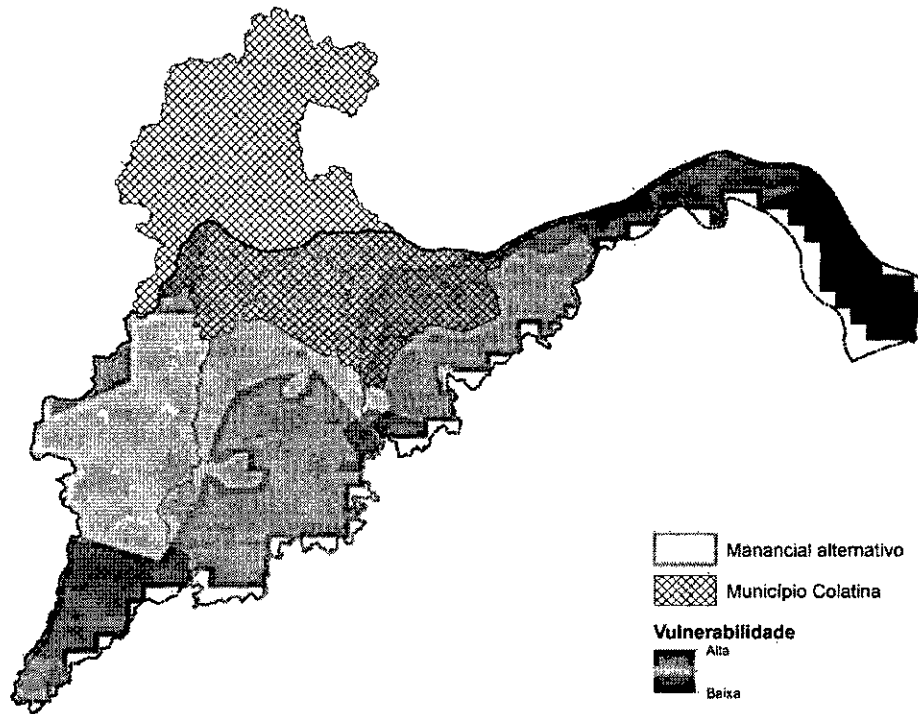 Manancial alternativo
Município Colatina
Vulnerabilidade
Alta
Baixa